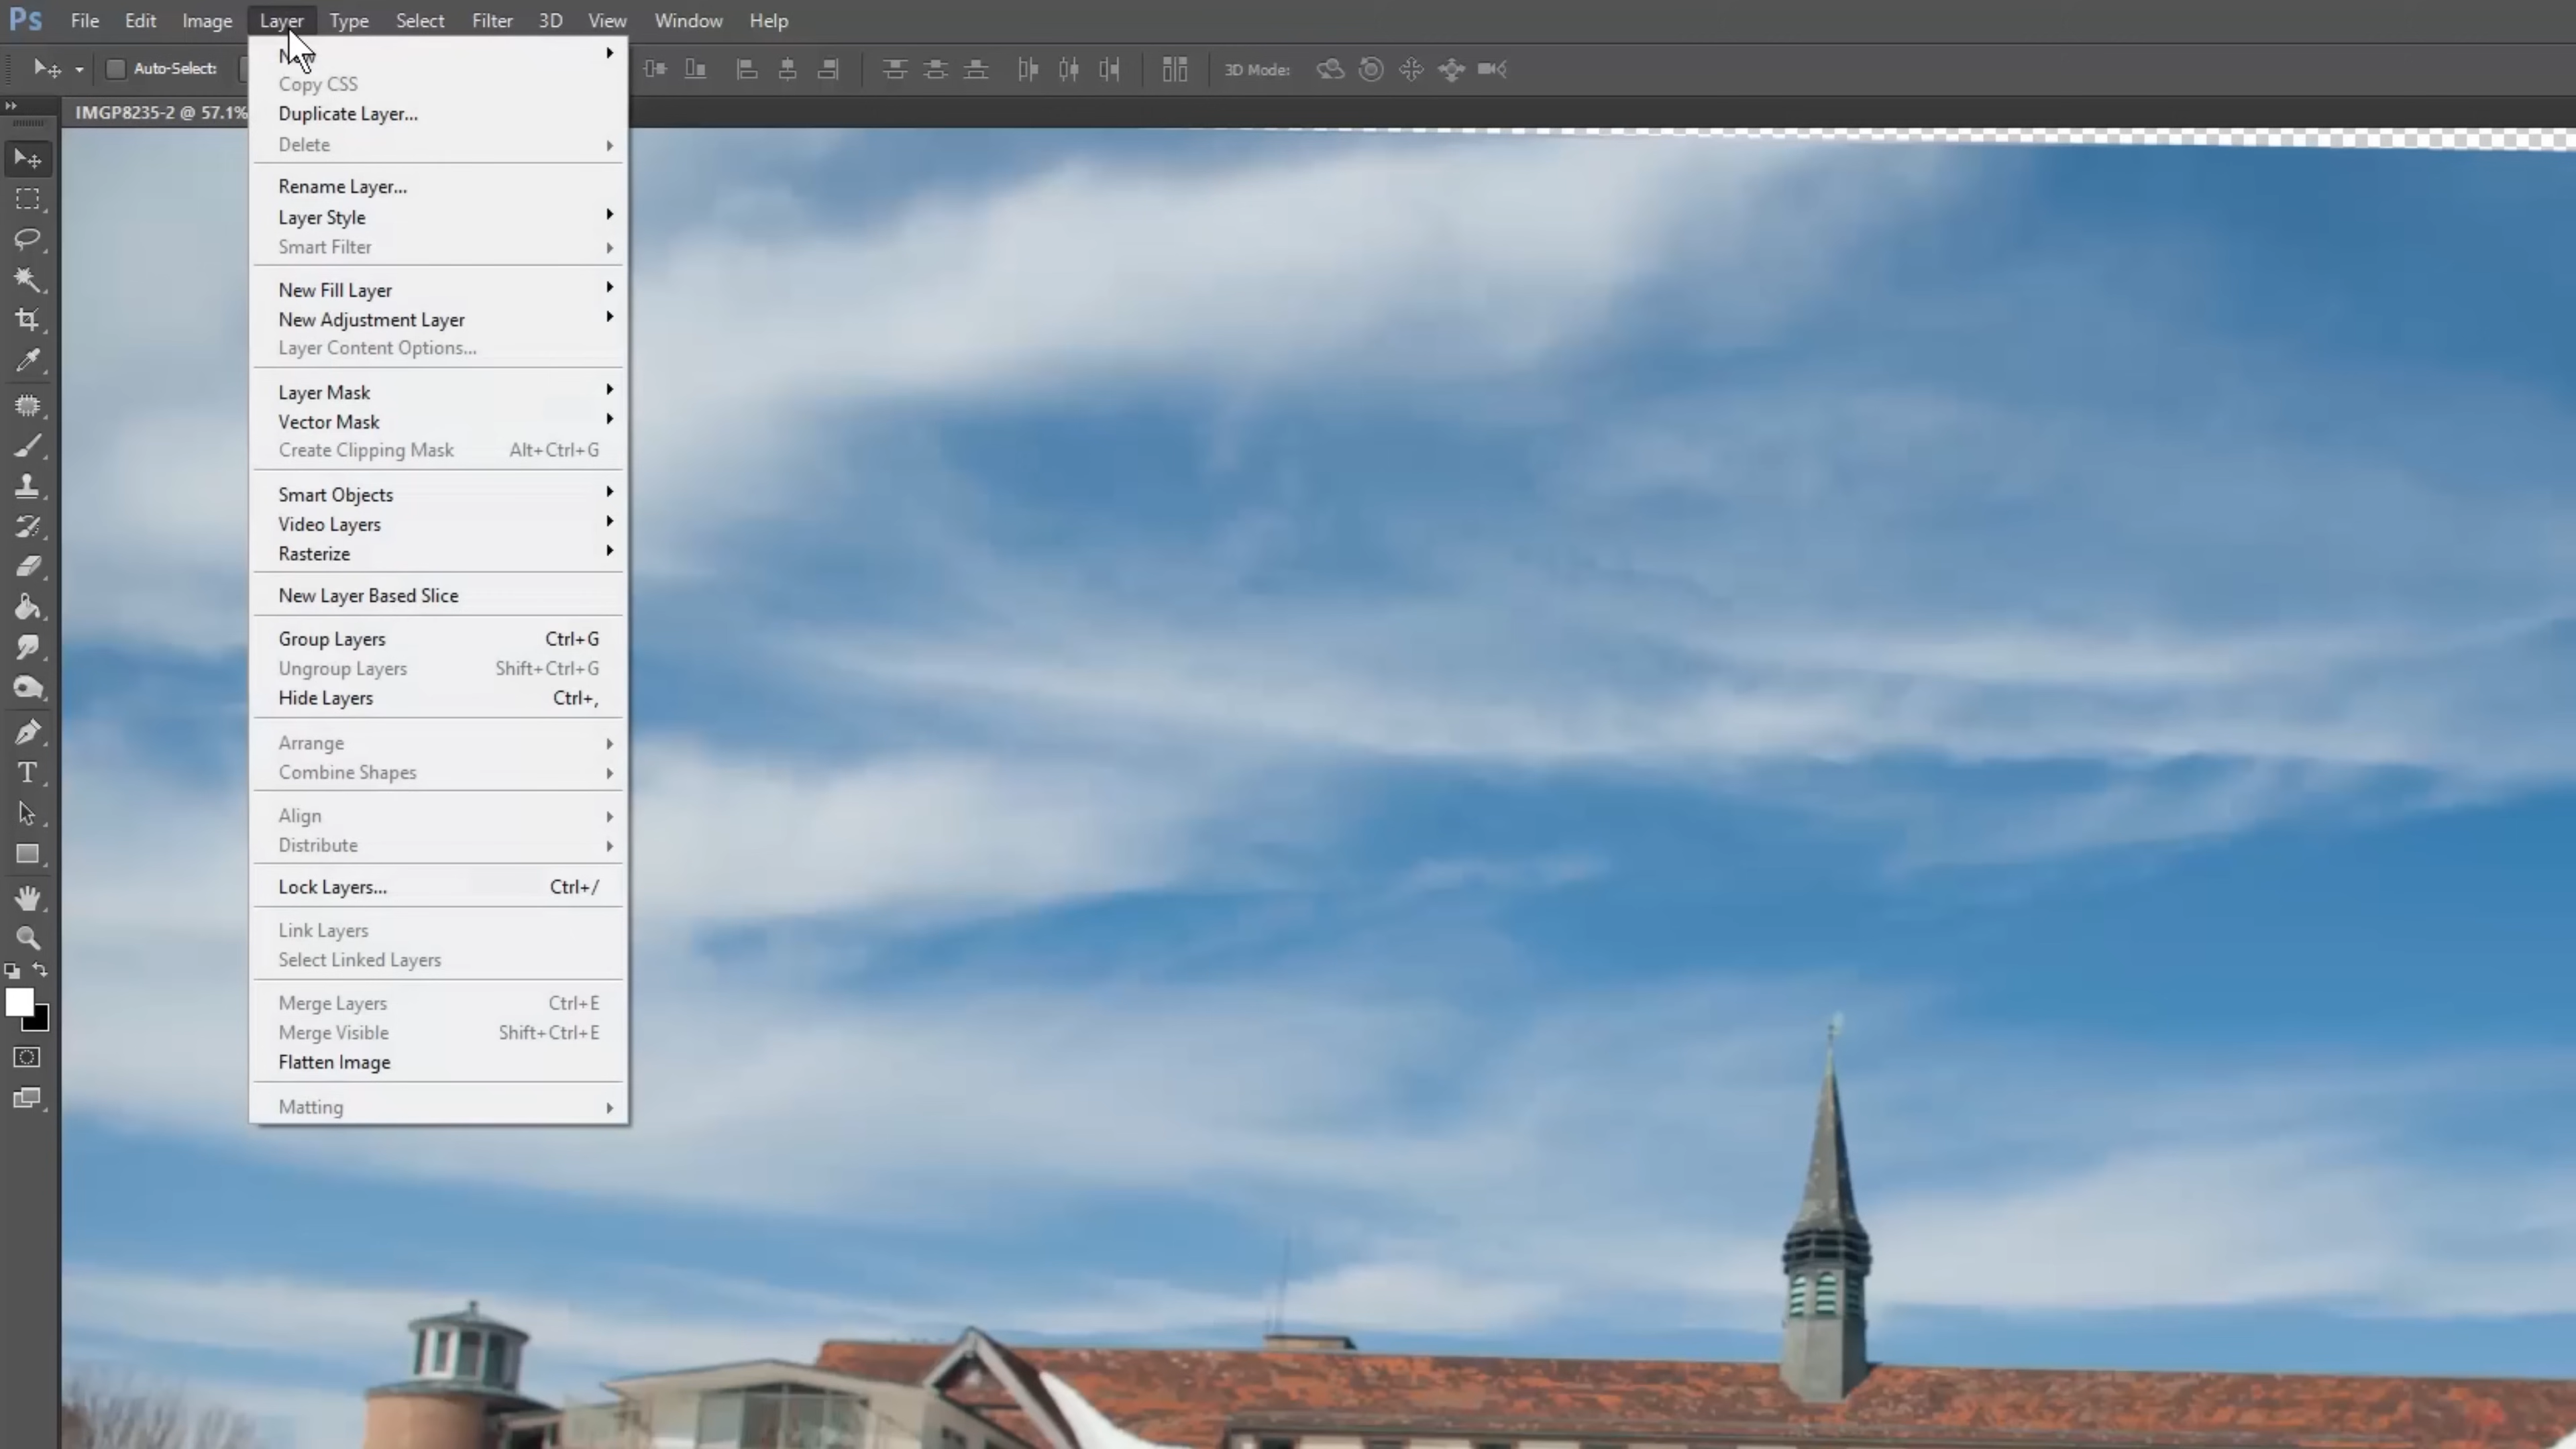 Ps File Edit Image Layer Type Select Filter 3D View Window Help
Auto-Select: 3D Mode:
IMGP8235-2 @ 57.1%
Copy CSS
Duplicate Layer...
Delete
Rename Layer...
Layer Style
Smart Filter
New Fill Layer
New Adjustment Layer
Layer Content Options...
Layer Mask
Vector Mask
Create Clipping Mask Alt+Ctrl+G
Smart Objects
Video Layers
Rasterize
New Layer Based Slice
Group Layers Ctrl+G
Ungroup Layers Shift+Ctrl+G
Hide Layers Ctrl+,
Arrange
Combine Shapes
Align
Distribute
Lock Layers... Ctrl+/
Link Layers
Select Linked Layers
Merge Layers Ctrl+E
Merge Visible Shift+Ctrl+E
Flatten Image
Matting